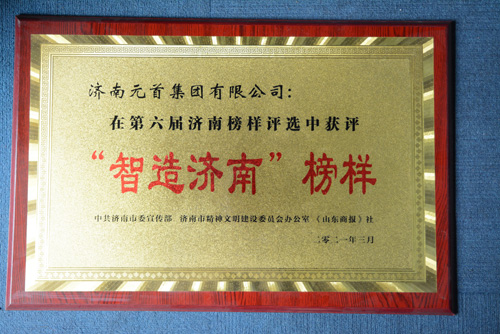 济南元首集团有限公司：
在第六届济南榜样评选中获评
“智造济南”榜样
中共济南市委宣传部 济南市精神文明建设委员会办公室 《山东商报》社
二〇二一年三月